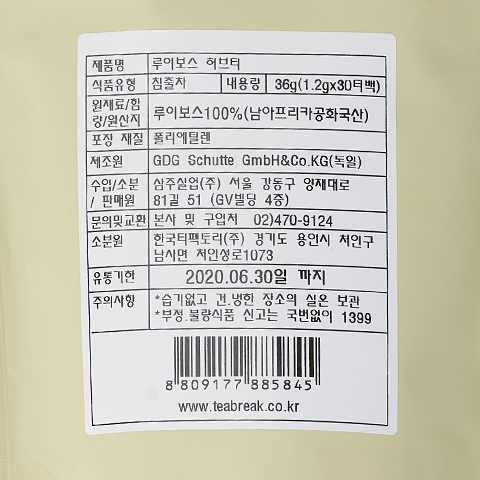 제품명 루이보스 허브티
식품유형 침출차 내용량 36g(1.2gx30티백)
원재료/함 루이보스100%(남아프리카공화국산)
량/원산지
포장 재질 폴리에틸렌
제조원 GDG Schutte GmbH&Co.KG(독일)
수입/소분 삼주실업(주) 서울 강동구 양재대로
/ 판매원 81길 51 (GV빌딩 4층)
문의및교환 본사 및 구입처 02)470-9124
소분원 한국티팩토리(주) 경기도 용인시 처인구
남사면 처인성로1073
유통기한 2020.06.30일 까지
주의사항 *습기없고 건.냉한 장소의 실온 보관
*부정.불량식품 신고는 국번없이 1399
8 809177 885845
www.teabreak.co.kr